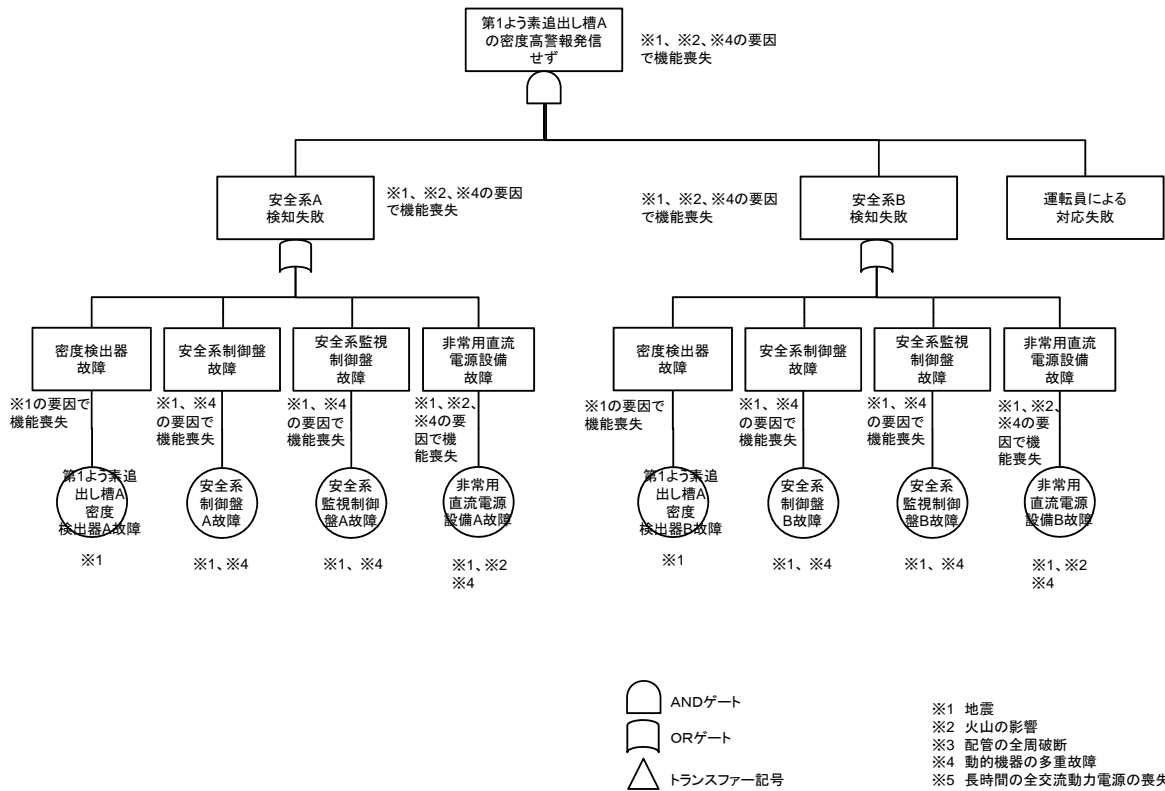 第1よう素追出し槽A
の密度高警報発信
せず
※1、※2、※4の要因
で機能喪失
安全系A
検知失敗
※1、※2、※4の要因
で機能喪失
※1、※2、※4の要因
で機能喪失
安全系B
検知失敗
運転員による
対応失敗
密度検出器
故障
安全系制御盤
故障
安全系監視
制御盤
故障
非常用直流
電源設備
故障
密度検出器
故障
安全系制御盤
故障
安全系監視
制御盤
故障
非常用直流
電源設備
故障
※1の要因で
機能喪失
※1、※4
の要因で
機能喪失
※1、※4
の要因で
機能喪失
※1、※2、
※4の要
因で機
能喪失
※1の要因で
機能喪失
※1、※4
の要因で
機能喪失
※1、※4
の要因で
機能喪失
※1、※2、
※4の要
因で機
能喪失
第1よう素追
出し槽A
密度
検出器A故障
安全系
制御盤
A故障
安全系
監視制御
盤A故障
非常用
直流電源
設備A故障
第1よう素追
出し槽A
密度
検出器B故障
安全系
制御盤
B故障
安全系
監視制御
盤B故障
非常用
直流電源
設備B故障
※1
※1、※4
※1、※4
※1、※2
※4
※1
※1、※4
※1、※4
※1、※2
※4
ANDゲート
ORゲート
トランスファー記号
※1 地震
※2 火山の影響
※3 配管の全周破断
※4 動的機器の多重故障
※5 長時間の全交流動力電源の喪失